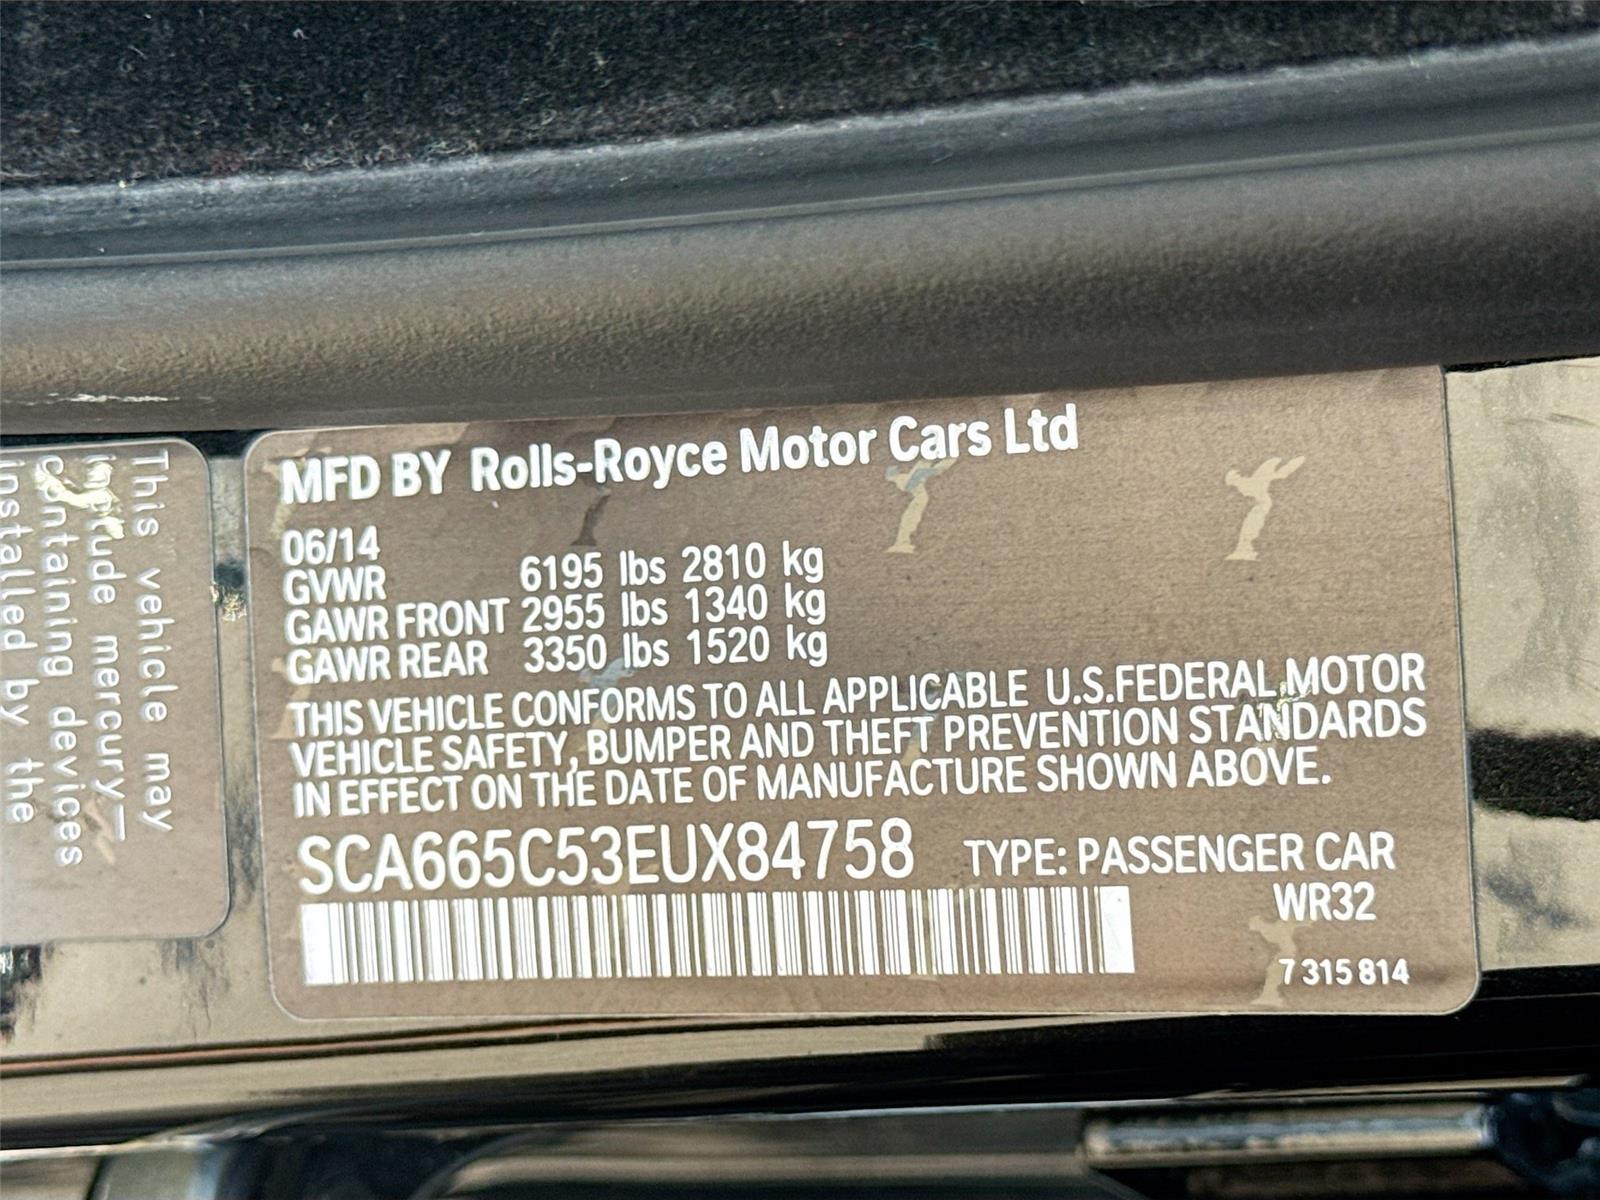 MFD BY Rolls-Royce Motor Cars Ltd
06/14
GVWR 6195 lbs 2810 kg
GAWR FRONT 2955 lbs 1340 kg
GAWR REAR 3350 lbs 1520 kg
THIS VEHICLE CONFORMS TO ALL APPLICABLE U.S.FEDERAL MOTOR
VEHICLE SAFETY, BUMPER AND THEFT PREVENTION STANDARDS
IN EFFECT ON THE DATE OF MANUFACTURE SHOWN ABOVE.
SCA665C53EUX84758 TYPE: PASSENGER CAR
WR32
7 315 814
This vehicle may
include mercury–
containing devices
installed by the